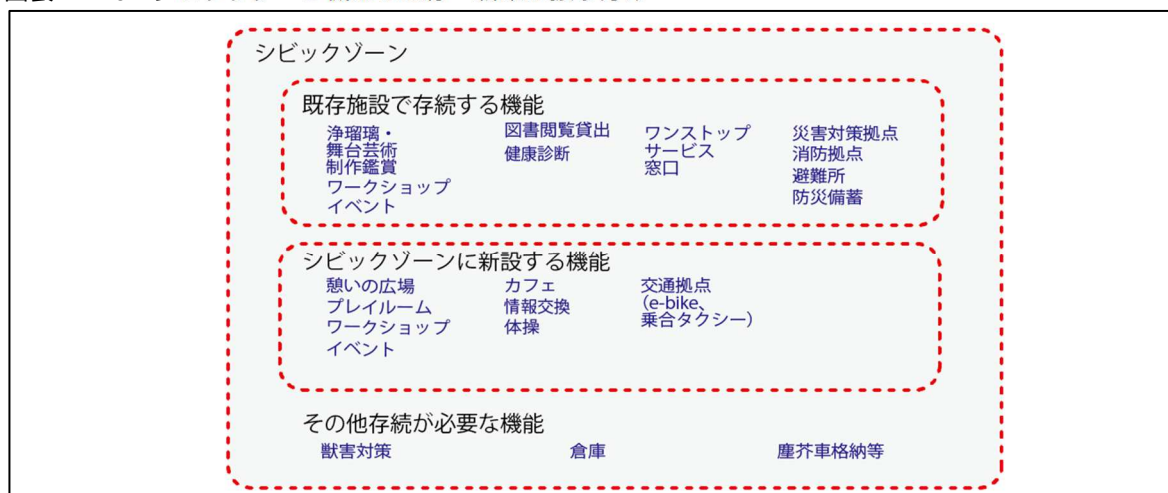 シビックゾーン
既存施設で存続する機能
浄瑠璃・
舞台芸術
制作鑑賞
ワークショップ
イベント
図書閲覧貸出
健康診断
ワンストップ
サービス
窓口
災害対策拠点
消防拠点
避難所
防災備蓄
シビックゾーンに新設する機能
憩いの広場
プレイルーム
ワークショップ
イベント
カフェ
情報交換
体操
交通拠点
（e-bike、
乗合タクシー）
その他存続が必要な機能
獣害対策
倉庫
塵芥車格納等